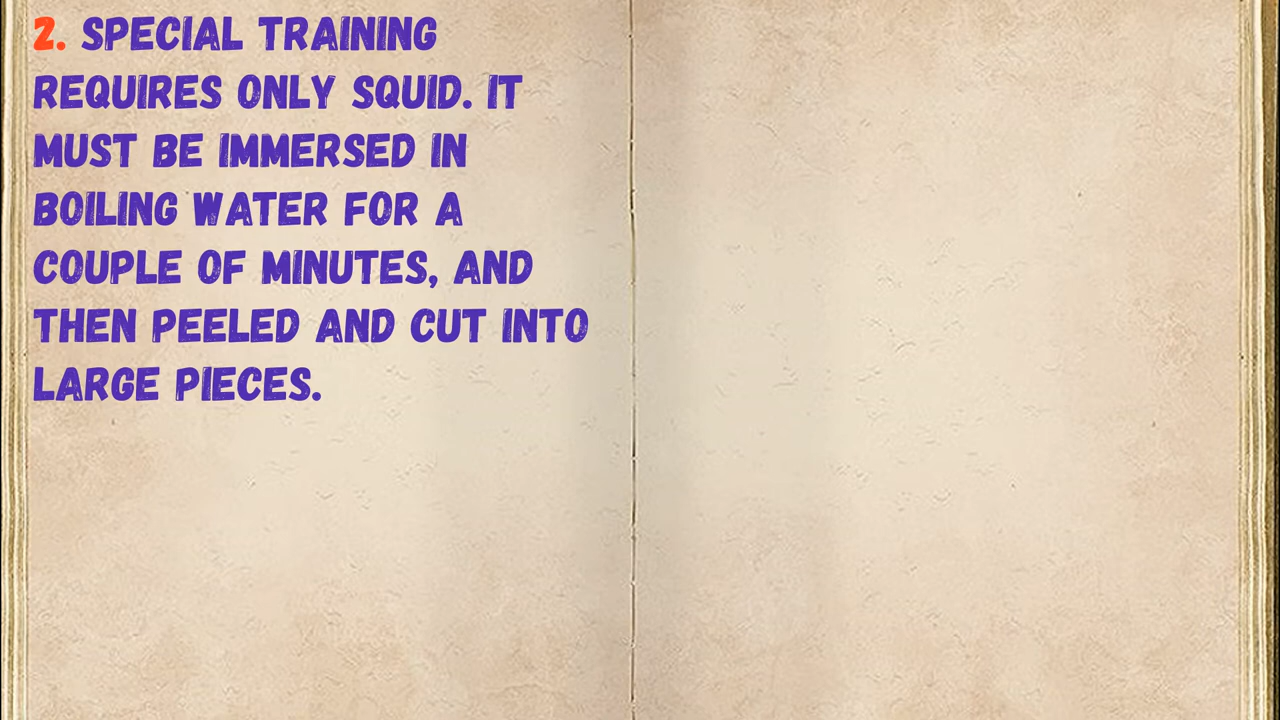 2. SPECIAL TRAINING
REQUIRES ONLY SQUID. IT
MUST BE IMMERSED IN
BOILING WATER FOR A
COUPLE OF MINUTES, AND
THEN PEELED AND CUT INTO
LARGE PIECES.